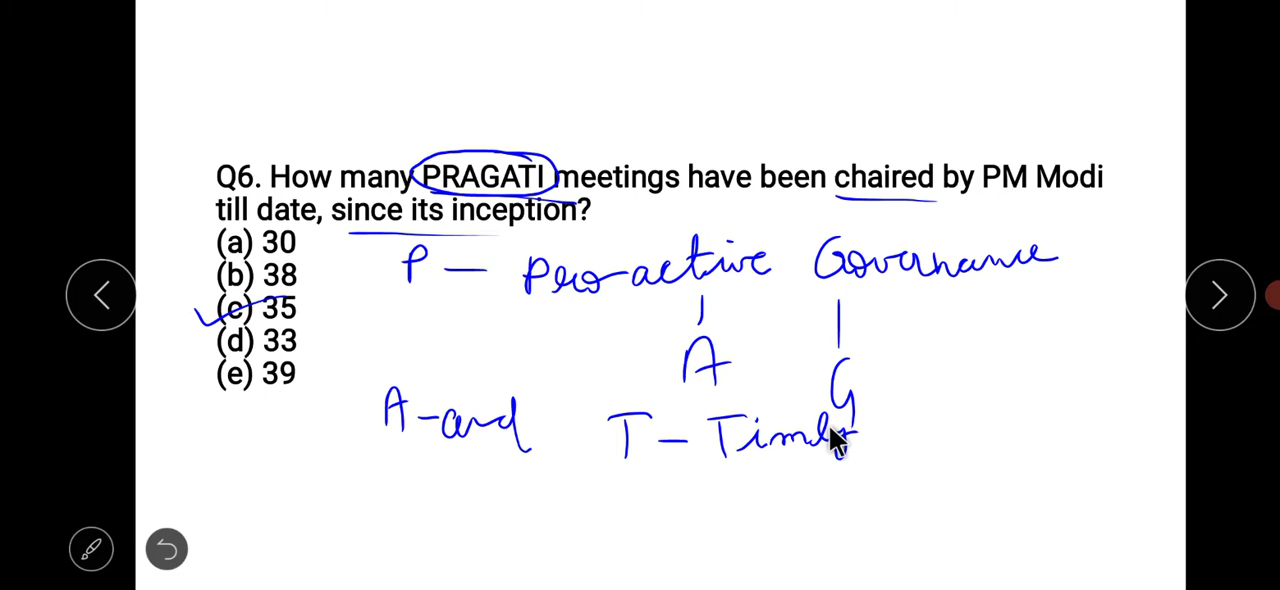 Q6. How many PRAGATI meetings have been chaired by PM Modi
till date, since its inception?
(a) 30
(b) 38
(c) 35
(d) 33
(e) 39
P - Pro-active Governance
A G
A-and T - Timly